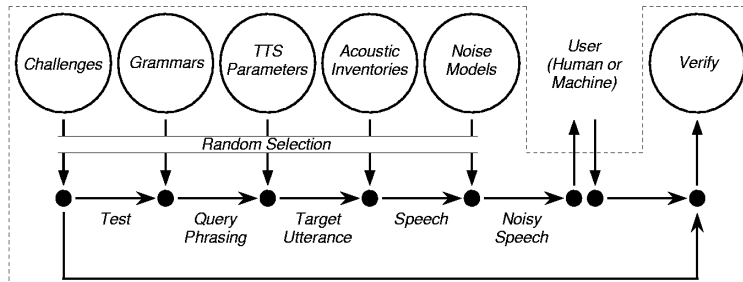 Challenges
Grammars
TTS
Parameters
Acoustic
Inventories
Noise
Models
User
(Human or
Machine)
Verify
Random Selection
Test
Query
Phrasing
Target
Utterance
Speech
Noisy
Speech